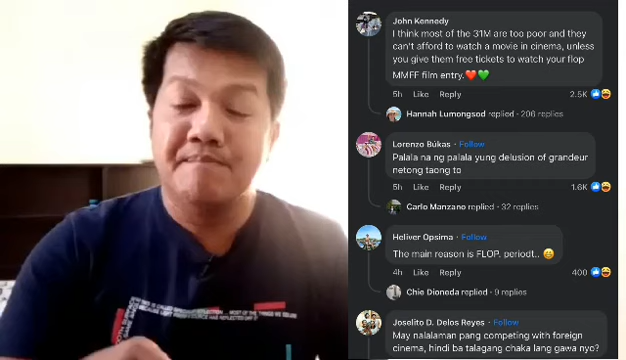 John Kennedy
I think most of the 31M are too poor and they
can't afford to watch a movie in cinema, unless
you give them free tickets to watch your flop
MMFF film entry.❤️💚
5h Like Reply 2.5K
Hannah Lumongsod replied · 206 replies
Lorenzo Búkas · Follow
Palala na ng palala yung delusion of grandeur
netong taong to
5h Like Reply 1.6K
Carlo Manzano replied · 32 replies
Heliver Opsima · Follow
The main reason is FLOP. periodt.. 😊
4h Like Reply 400
Chie Dioneda replied · 9 replies
Joselito D. Delos Reyes · Follow
May nalalaman pang competing with foreign
cinema, hindi ba talagang chaka lang gawa nyo?